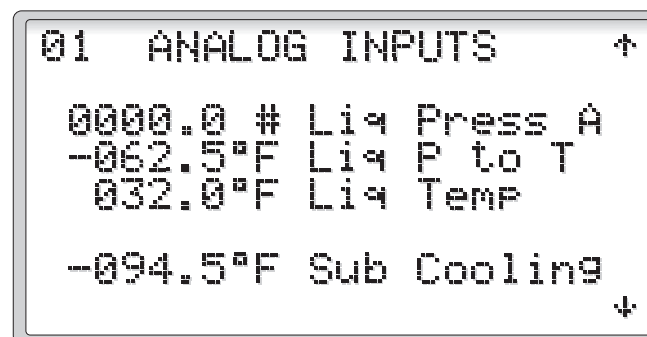 01 ANALOG INPUTS ↑
0000.0 # Liq Press A
-062.5°F Liq P to T
032.0°F Liq Temp
-094.5°F Sub Cooling
↓